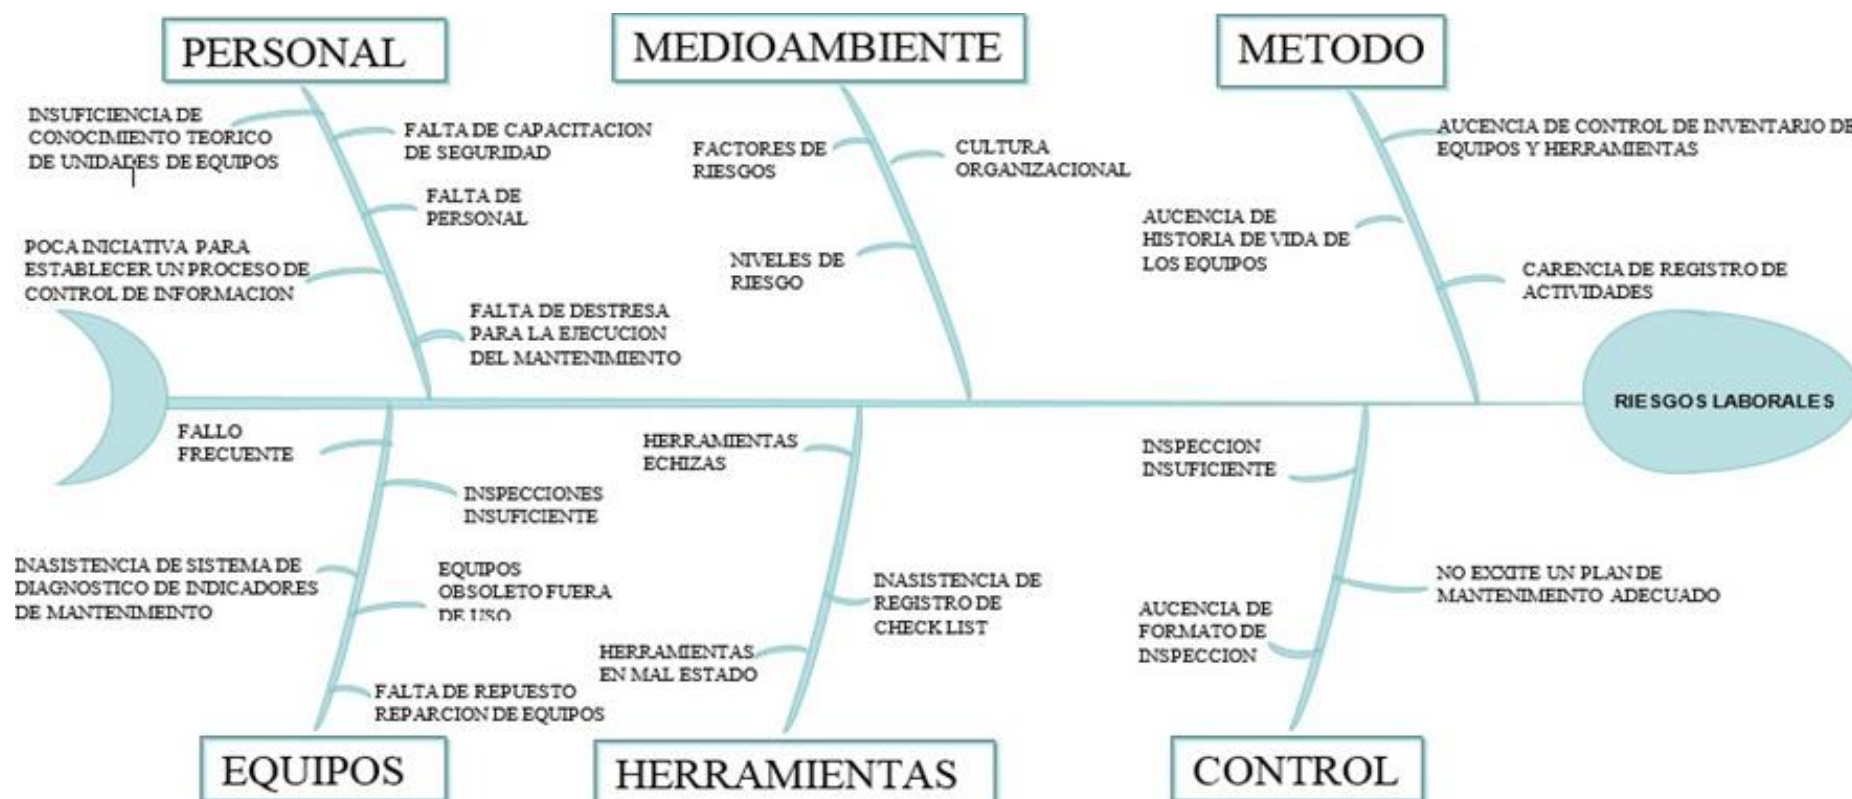 PERSONAL
MEDIOAMBIENTE
METODO
INSUFICIENCIA DE
CONOCIMIENTO TEORICO
DE UNIDADES DE EQUIPOS
FALTA DE CAPACITACION
DE SEGURIDAD
FALTA DE
PERSONAL
POCA INICIATIVA PARA
ESTABLECER UN PROCESO DE
CONTROL DE INFORMACION
FALTA DE DESTRESA
PARA LA EJECUCION
DEL MANTENIMIENTO
FACTORES DE
RIESGOS
CULTURA
ORGANIZACIONAL
NIVELES DE
RIESGO
AUCENCIA DE CONTROL DE INVENTARIO DE
EQUIPOS Y HERRAMIENTAS
AUCENCIA DE
HISTORIA DE VIDA DE
LOS EQUIPOS
CARENCIA DE REGISTRO DE
ACTIVIDADES
RIESGOS LABORALES
FALLO
FRECUENTE
INSPECCIONES
INSUFICIENTE
INASISTENCIA DE SISTEMA DE
DIAGNOSTICO DE INDICADORES
DE MANTENIMEINTO
EQUIPOS
OBSOLETO FUERA
DE USO
FALTA DE REPUESTO
REPARCION DE EQUIPOS
HERRAMIENTAS
ECHIZAS
INASISTENCIA DE
REGISTRO DE
CHECK LIST
HERRAMIENTAS
EN MAL ESTADO
INSPECCION
INSUFICIENTE
NO EXXITE UN PLAN DE
MANTENIMEINTO ADECUADO
AUCENCIA DE
FORMATO DE
INSPECCION
EQUIPOS
HERRAMIENTAS
CONTROL